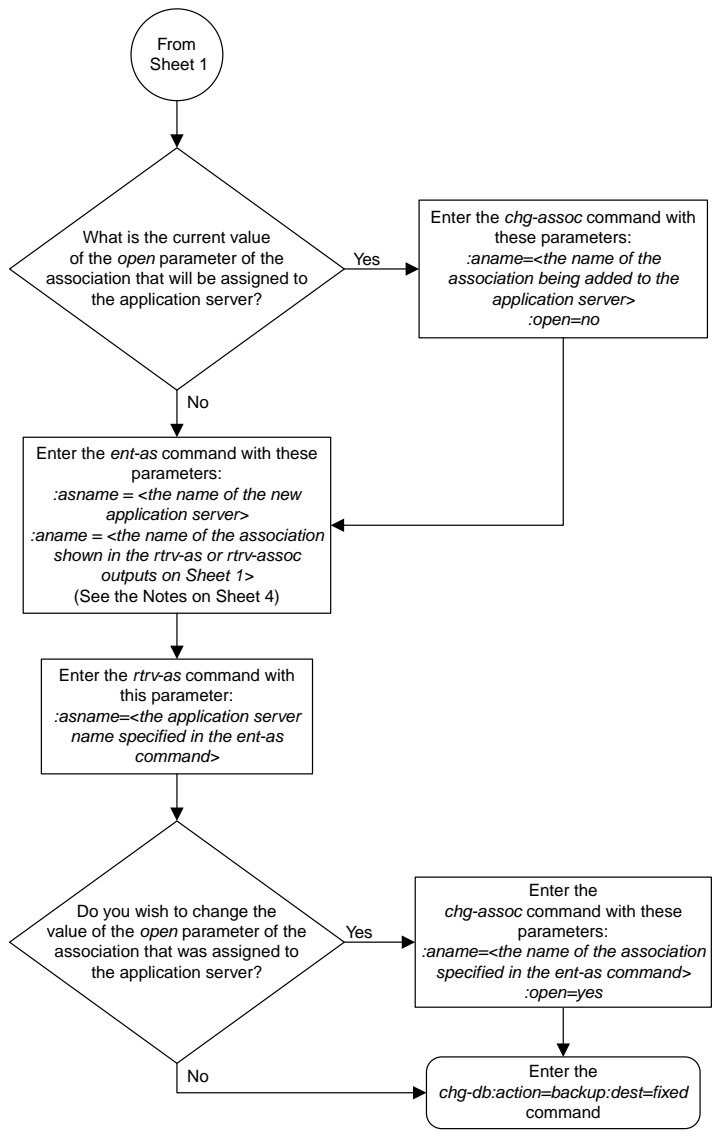 From
Sheet 1
What is the current value
of the open parameter of the
association that will be assigned to
the application server?
Yes
Enter the chg-assoc command with
these parameters:
:aname=<the name of the
association being added to the
application server>
:open=no
No
Enter the ent-as command with these
parameters:
:asname = <the name of the new
application server>
:aname = <the name of the association
shown in the rtrv-as or rtrv-assoc
outputs on Sheet 1>
(See the Notes on Sheet 4)
Enter the rtrv-as command with
this parameter:
:asname=<the application server
name specified in the ent-as
command>
Do you wish to change the
value of the open parameter of the
association that was assigned to
the application server?
Yes
Enter the
chg-assoc command with these
parameters:
:aname=<the name of the association
specified in the ent-as command>
:open=yes
No
Enter the
chg-db:action=backup:dest=fixed
command